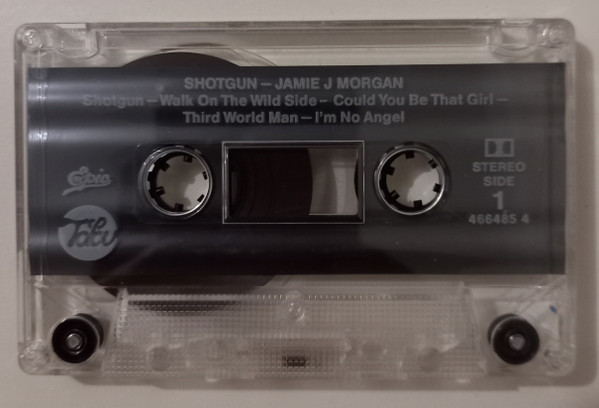 SHOTGUN – JAMIE J MORGAN
Shotgun – Walk On The Wild Side – Could You Be That Girl –
Third World Man – I'm No Angel
Epic
Tabu
STEREO
SIDE
1
466485 4